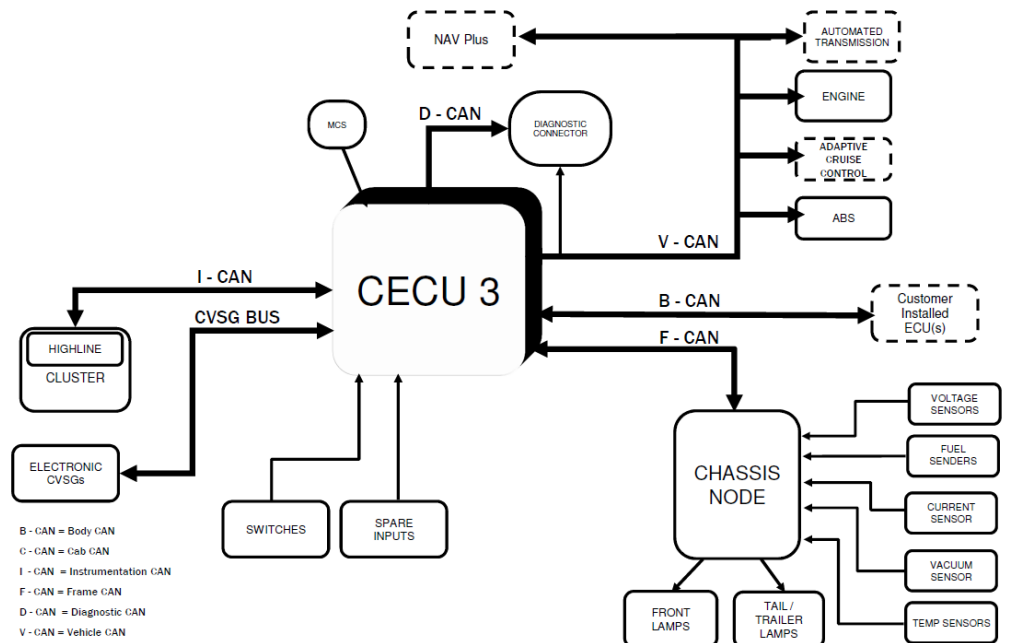 NAV Plus
AUTOMATED
TRANSMISSION
MCS
D - CAN
DIAGNOSTIC
CONNECTOR
ENGINE
ADAPTIVE
CRUISE
CONTROL
ABS
V - CAN
I - CAN
CECU 3
B - CAN
Customer
Installed
ECU(s)
CVSG BUS
F - CAN
HIGHLINE
CLUSTER
VOLTAGE
SENSORS
FUEL
SENDERS
ELECTRONIC
CVSGs
CHASSIS
NODE
CURRENT
SENSOR
SWITCHES
SPARE
INPUTS
VACUUM
SENSOR
FRONT
LAMPS
TAIL /
TRAILER
LAMPS
TEMP SENSORS
B - CAN = Body CAN
C - CAN = Cab CAN
I - CAN = Instrumentation CAN
F - CAN = Frame CAN
D - CAN = Diagnostic CAN
V - CAN = Vehicle CAN